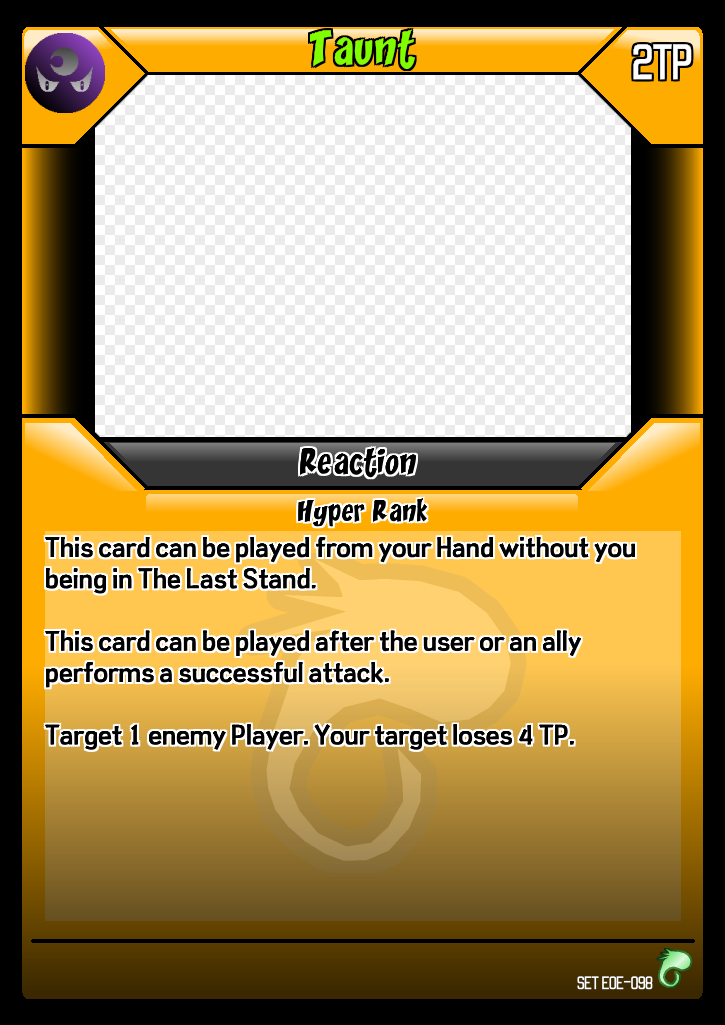 Taunt
2TP
Reaction
Hyper Rank
This card can be played from your Hand without you
being in The Last Stand.
This card can be played after the user or an ally
performs a successful attack.
Target 1 enemy Player. Your target loses 4 TP.
SET EOE-098